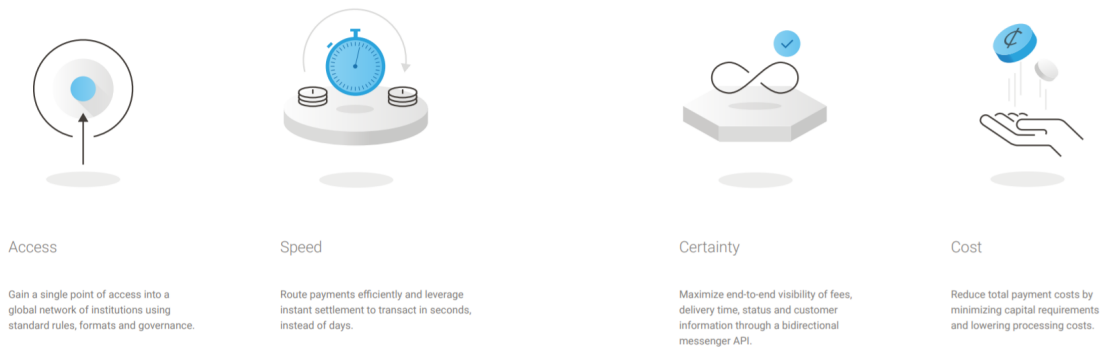 ¢
Access
Gain a single point of access into a
global network of institutions using
standard rules, formats and governance.
Speed
Route payments efficiently and leverage
instant settlement to transact in seconds,
instead of days.
Certainty
Maximize end-to-end visibility of fees,
delivery time, status and customer
information through a bidirectional
messenger API.
Cost
Reduce total payment costs by
minimizing capital requirements
and lowering processing costs.